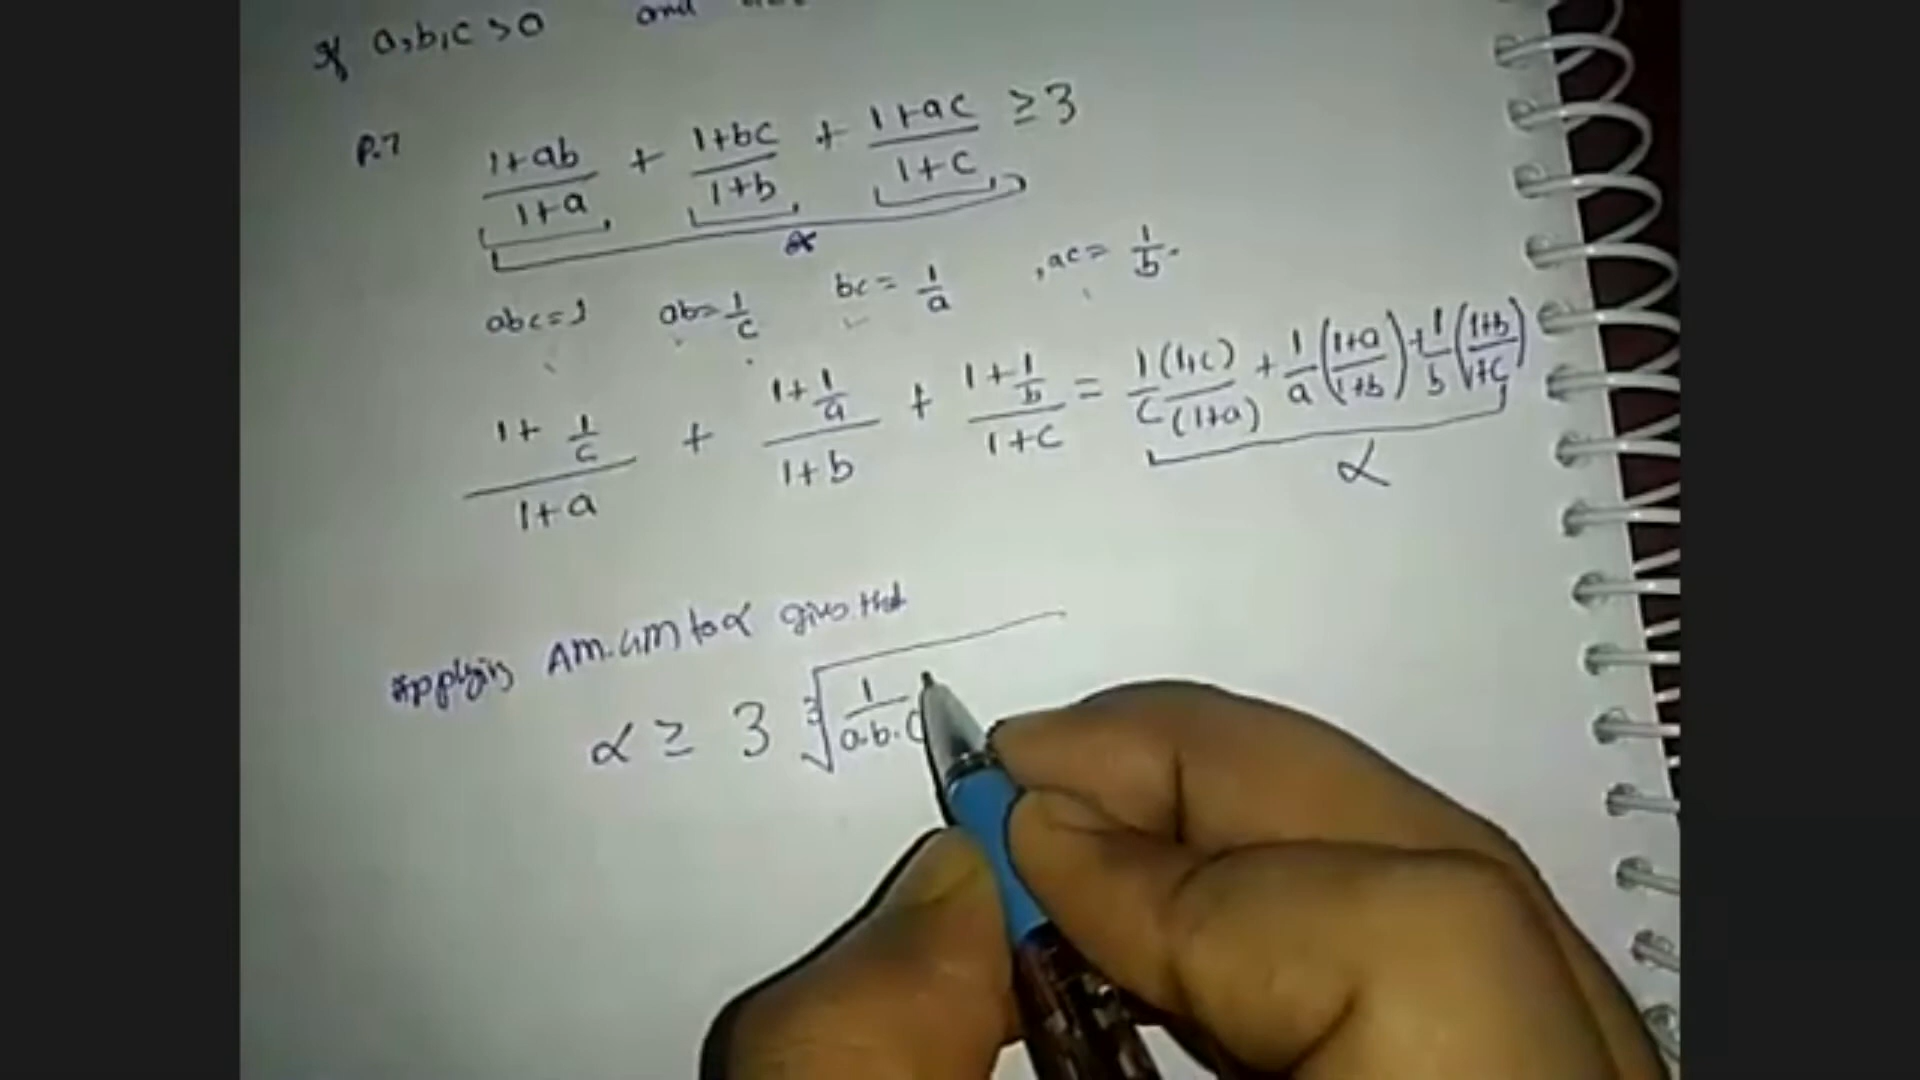 If a,b,c >0 and
P.7 (1+ab)/(1+a) + (1+bc)/(1+b) + (1+ac)/(1+c) ≥3
α
abc=1 ab=1/c bc=1/a ,ac=1/b.
(1+1/c)/(1+a) + (1+1/a)/(1+b) + (1+1/b)/(1+c) = 1/c (1+c)/(1+a) + 1/a((1+a)/(1+b))+1/b((1+b)/(1+c))
α
Applying AM.GM to α gives that
α ≥ 3 ∛(1/(a.b.c